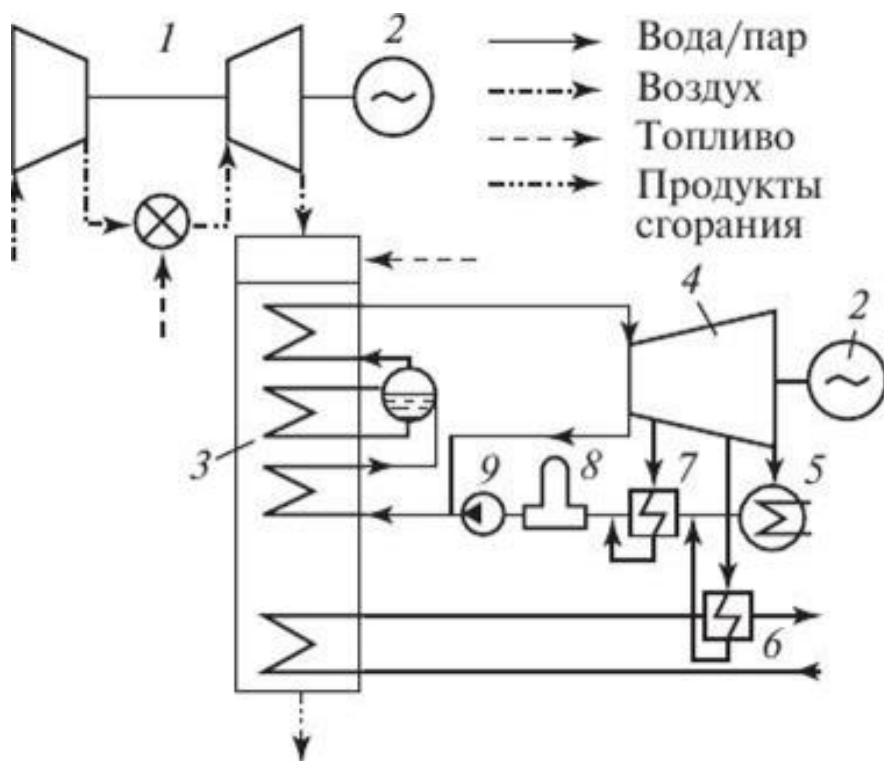 1
2
Вода/пар
Воздух
Топливо
Продукты
сгорания
4
2
3
9
8
7
5
6